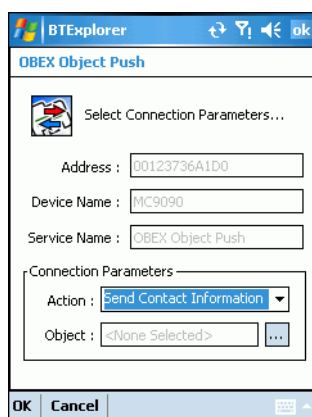 BTExplorer ok
OBEX Object Push
Select Connection Parameters...
Address : 00123736A1D0
Device Name : MC9090
Service Name : OBEX Object Push
Connection Parameters
Action : Send Contact Information
Object : <None Selected> ...
OK Cancel